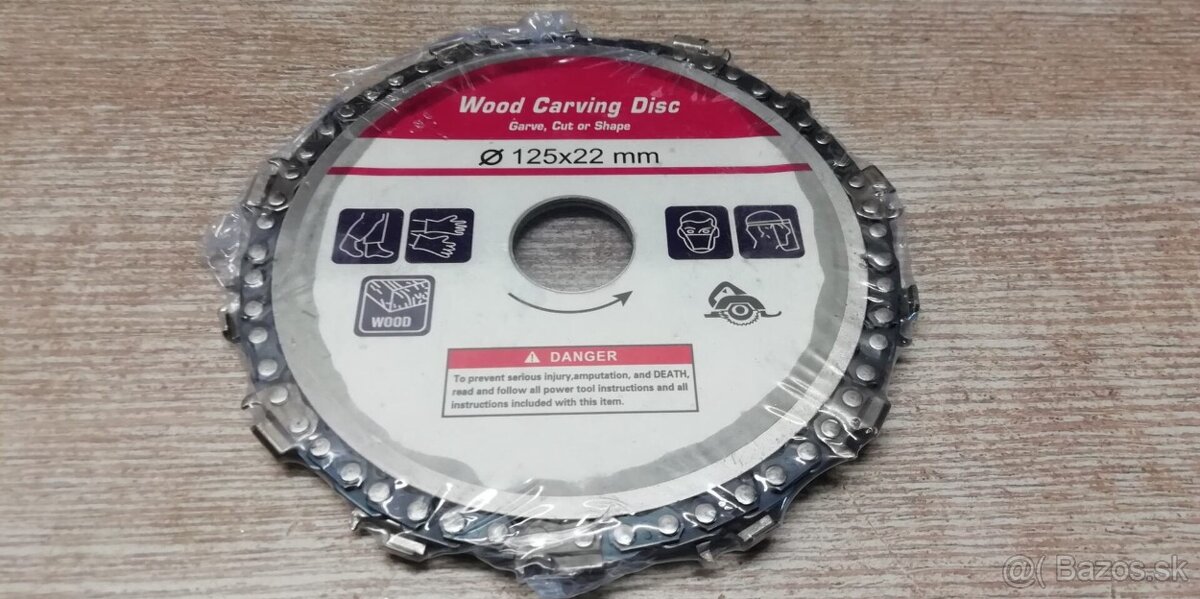 Wood Carving Disc
Garve, Cut or Shape
Ø 125x22 mm
WOOD
⚠ DANGER
To prevent serious injury,amputation, and DEATH,
read and follow all power tool instructions and all
instructions included with this item.
@( Bazos.sk